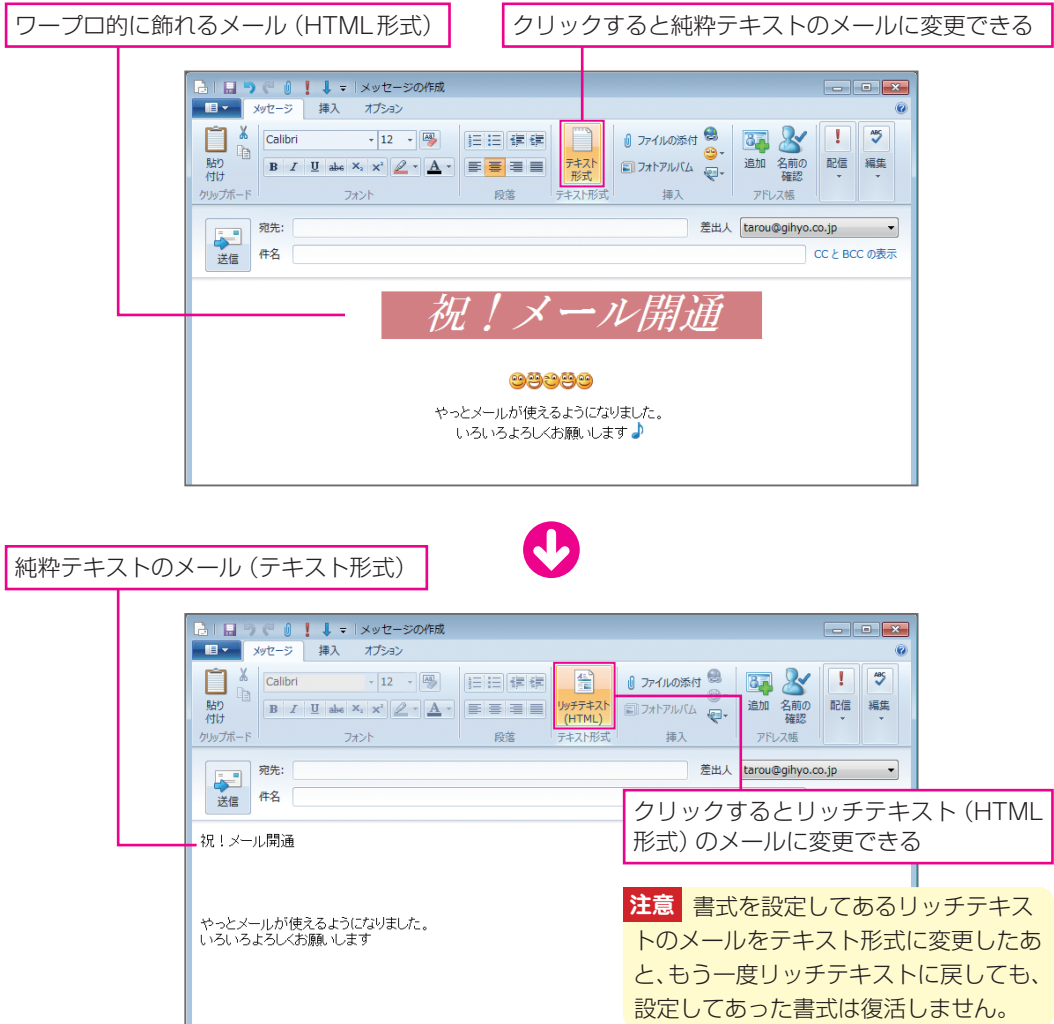 ワープロ的に飾れるメール（HTML形式）
クリックすると純粋テキストのメールに変更できる
メッセージの作成
メッセージ 挿入 オプション
Calibri 12
ファイルの添付
貼り付け
B I U abc X₂ X² A
テキスト形式
フォトアルバム
追加 名前の確認 配信 編集
クリップボード フォント 段落 テキスト形式 挿入 アドレス帳
宛先: 差出人 tarou@gihyo.co.jp
送信 件名 CC と BCC の表示
祝！メール開通
やっとメールが使えるようになりました。
いろいろよろしくお願いします
純粋テキストのメール（テキスト形式）
メッセージの作成
メッセージ 挿入 オプション
Calibri 12
ファイルの添付
貼り付け
B I U abc X₂ X² A
リッチテキスト(HTML)
フォトアルバム
追加 名前の確認 配信 編集
クリップボード フォント 段落 テキスト形式 挿入 アドレス帳
宛先: 差出人 tarou@gihyo.co.jp
送信 件名
クリックするとリッチテキスト（HTML
形式）のメールに変更できる
祝！メール開通
やっとメールが使えるようになりました。
いろいろよろしくお願いします
注意 書式を設定してあるリッチテキス
トのメールをテキスト形式に変更したあ
と、もう一度リッチテキストに戻しても、
設定してあった書式は復活しません。